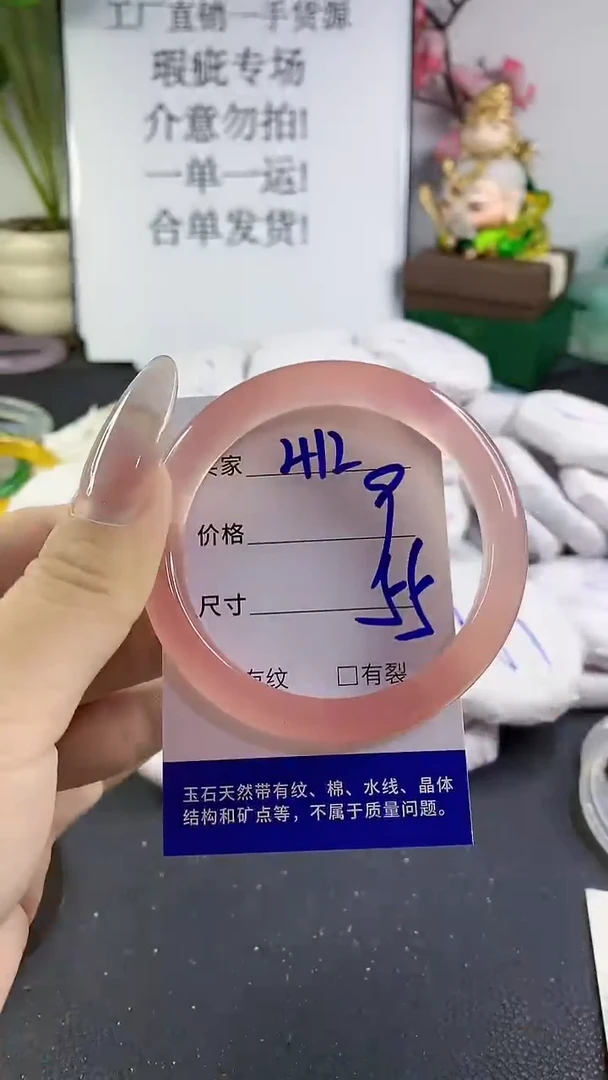 工厂直销一手货源
瑕疵专场
介意勿拍!
一单一运!
合单发货!
家 412
价格
尺寸 55
有纹 □有裂
玉石天然带有纹、棉、水线、晶体
结构和矿点等，不属于质量问题。